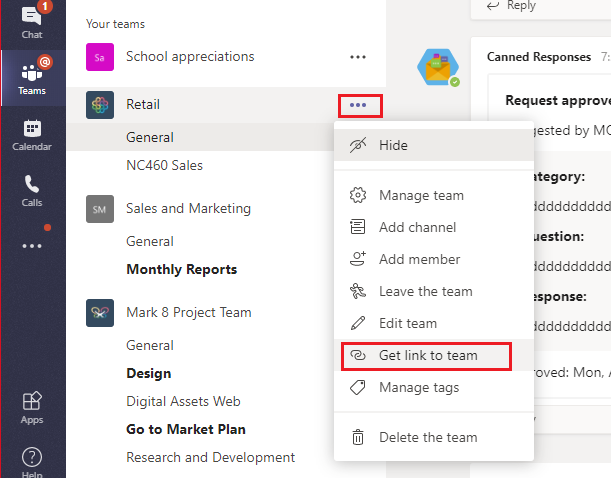 1
Chat
@
Teams
Calendar
Calls
Apps
Help
Your teams
Sa
School appreciations
Retail
General
NC460 Sales
SM
Sales and Marketing
General
Monthly Reports
Mark 8 Project Team
General
Design
Digital Assets Web
Go to Market Plan
Research and Development
Hide
Manage team
Add channel
Add member
Leave the team
Edit team
Get link to team
Manage tags
Delete the team
Reply
Canned Responses 7:
Request approve
gested by MO
ategory:
dddddddddd
uestion:
dddddddddd
esponse:
dddddddddd
oved: Mon, A